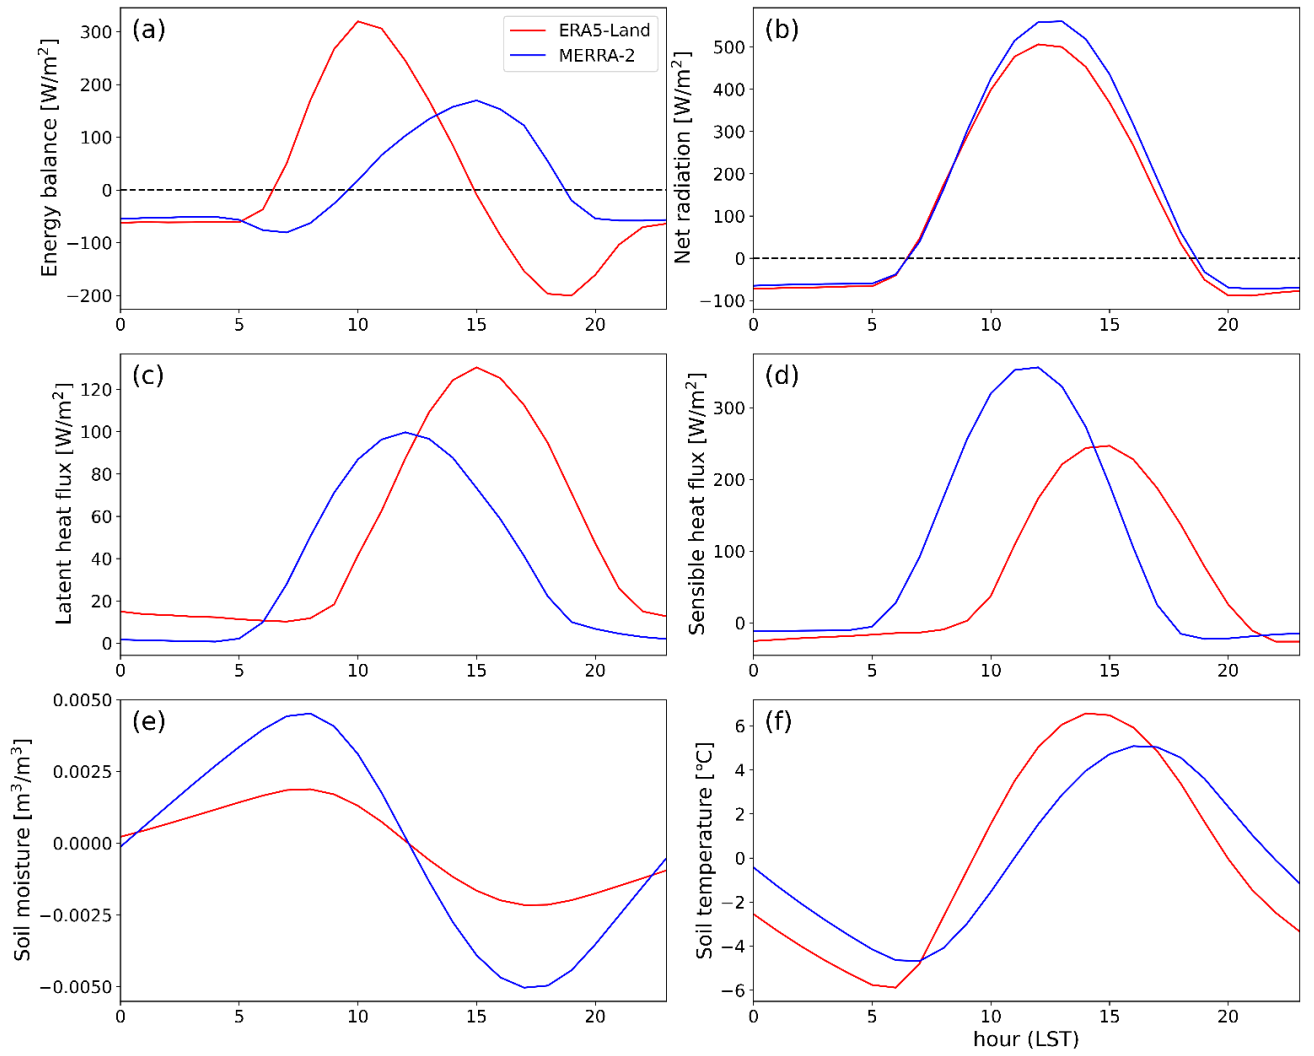 (a)
ERA5-Land
MERRA-2
Energy balance [W/m²]
300
200
100
0
−100
−200
0 5 10 15 20
(b)
Net radiation [W/m²]
500
400
300
200
100
0
−100
0 5 10 15 20
(c)
Latent heat flux [W/m²]
120
100
80
60
40
20
0
0 5 10 15 20
(d)
Sensible heat flux [W/m²]
300
200
100
0
0 5 10 15 20
(e)
Soil moisture [m³/m³]
0.0050
0.0025
0.0000
−0.0025
−0.0050
0 5 10 15 20
(f)
Soil temperature [°C]
6
4
2
0
−2
−4
−6
0 5 10 15 20
hour (LST)